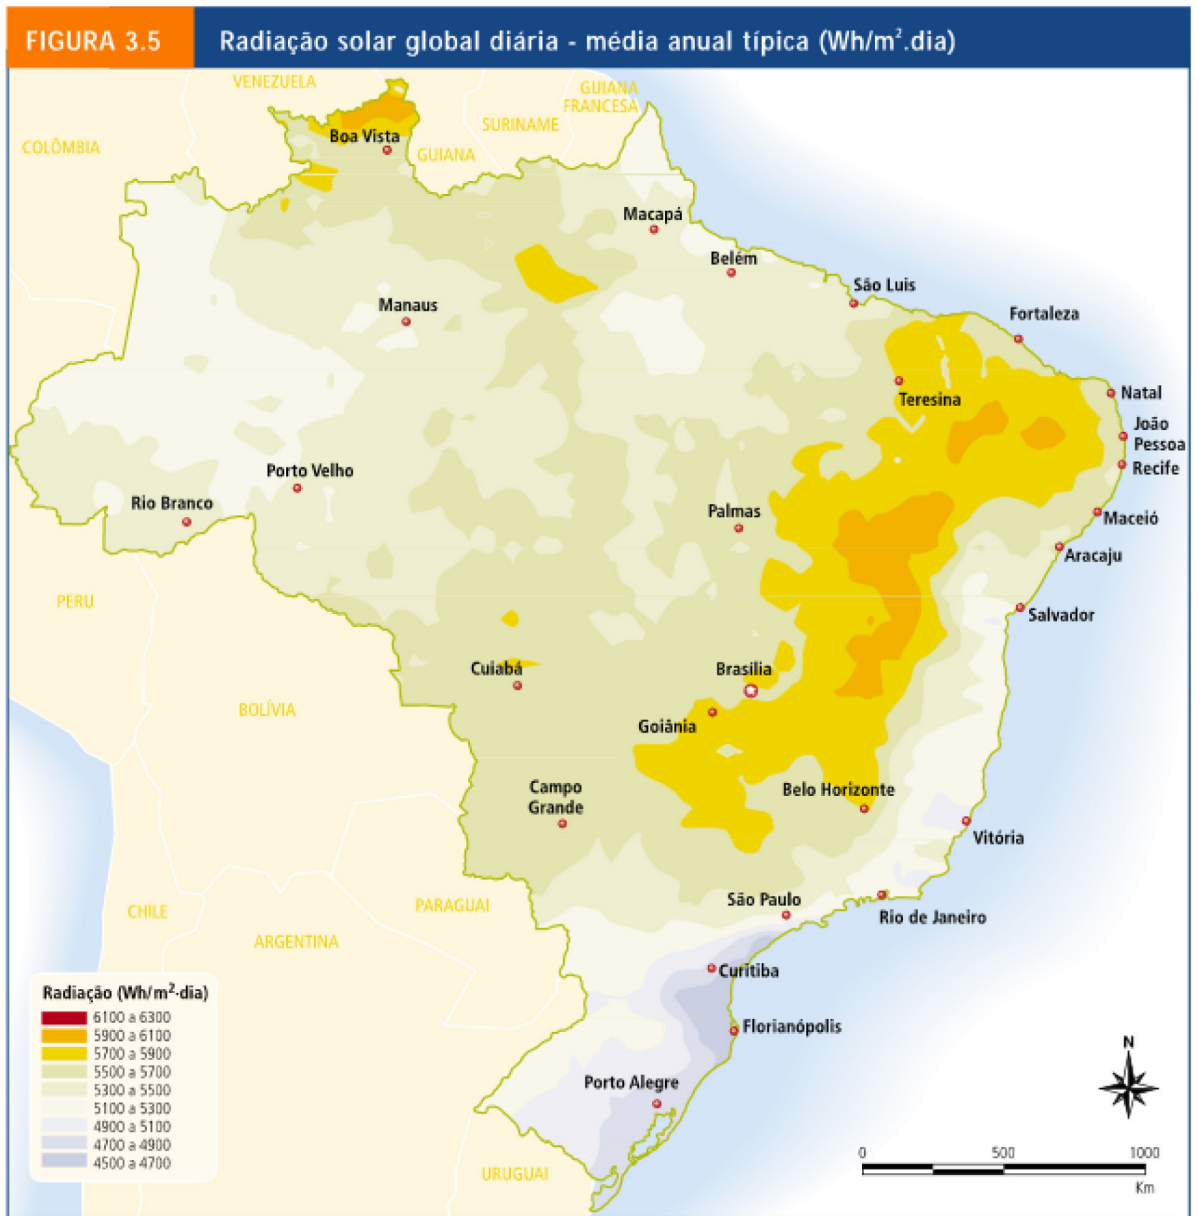 FIGURA 3.5
Radiação solar global diária - média anual típica (Wh/m².dia)
VENEZUELA
GUIANA
FRANCESA
SURINAME
COLÔMBIA
Boa Vista
GUIANA
Macapá
Belém
São Luis
Manaus
Fortaleza
Teresina
Natal
João
Pessoa
Recife
Porto Velho
Rio Branco
Palmas
Maceió
Aracaju
PERU
Salvador
Cuiabá
Brasília
BOLÍVIA
Goiânia
Campo
Grande
Belo Horizonte
Vitória
São Paulo
PARAGUAI
CHILE
Rio de Janeiro
ARGENTINA
Curitiba
Florianópolis
Porto Alegre
URUGUAI
Radiação (Wh/m²·dia)
6100 a 6300
5900 a 6100
5700 a 5900
5500 a 5700
5300 a 5500
5100 a 5300
4900 a 5100
4700 a 4900
4500 a 4700
N
0 500 1000
Km